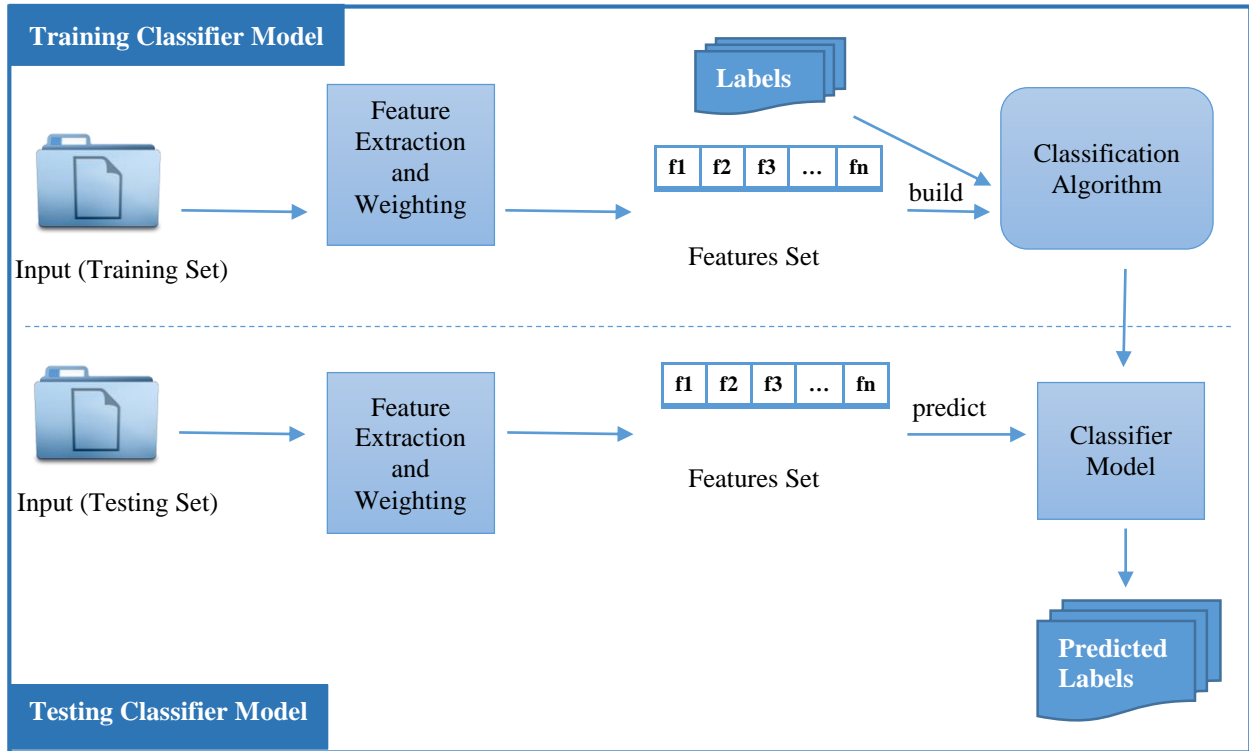 Training Classifier Model
Labels
Feature
Extraction
and
Weighting
f1 f2 f3 … fn
build
Classification
Algorithm
Input (Training Set)
Features Set
Feature
Extraction
and
Weighting
f1 f2 f3 … fn
predict
Classifier
Model
Input (Testing Set)
Features Set
Predicted
Labels
Testing Classifier Model